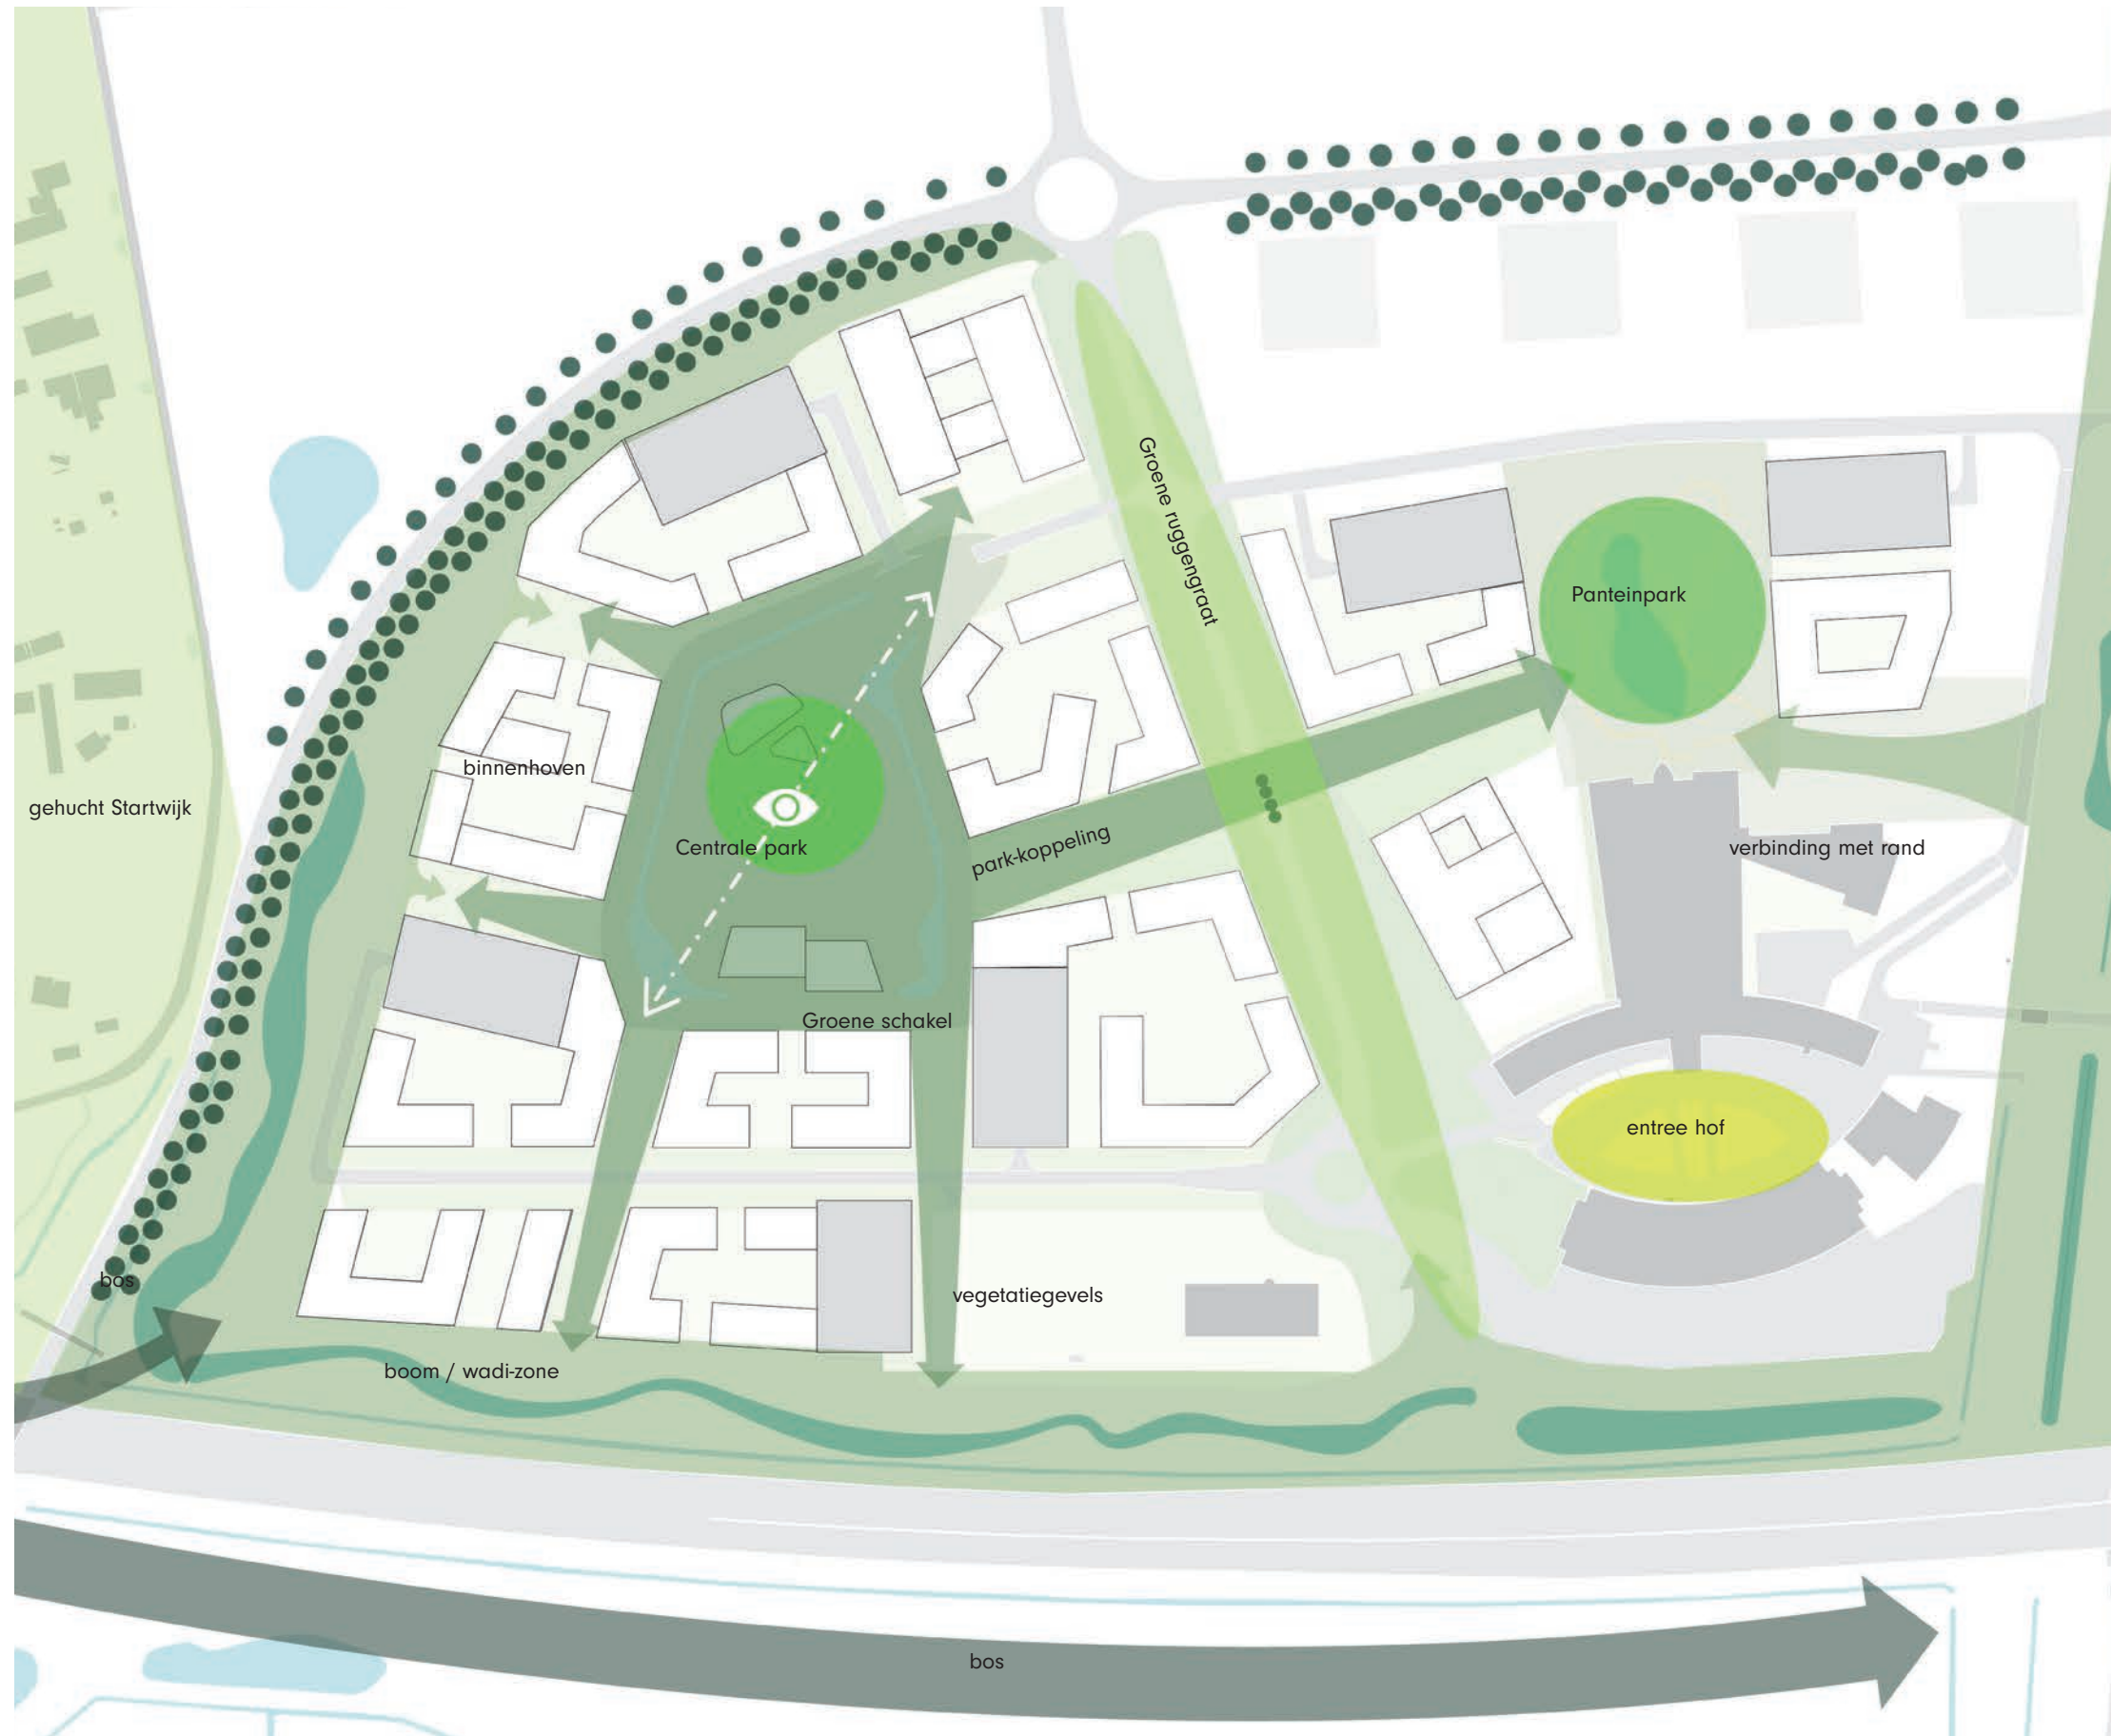 Groene ruggengraat
Panteinpark
binnenhoven
gehucht Startwijk
Centrale park
park-koppeling
verbinding met rand
Groene schakel
entree hof
bos
vegetatiegevels
boom / wadi-zone
bos